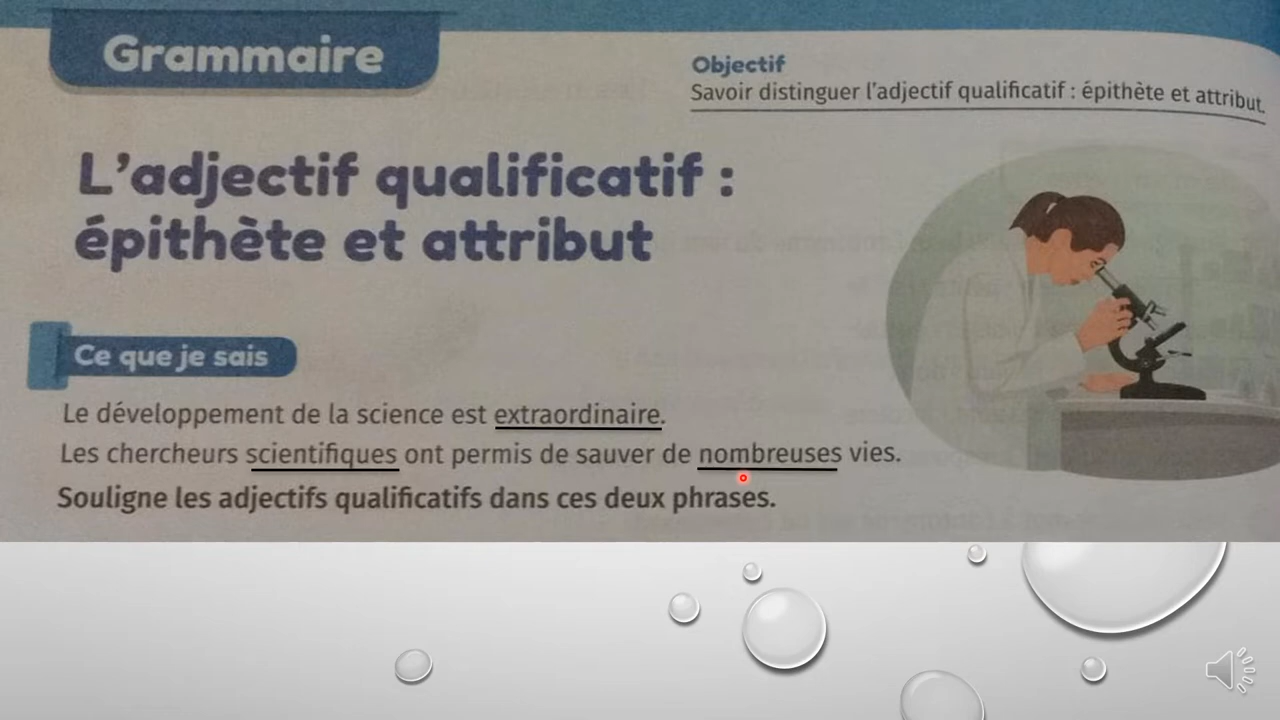 Grammaire
Objectif
Savoir distinguer l'adjectif qualificatif : épithète et attribut.
L'adjectif qualificatif :
épithète et attribut
Ce que je sais
Le développement de la science est extraordinaire.
Les chercheurs scientifiques ont permis de sauver de nombreuses vies.
Souligne les adjectifs qualificatifs dans ces deux phrases.